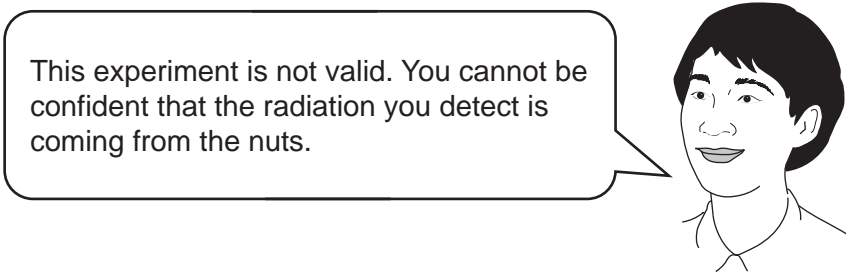 This experiment is not valid. You cannot be
confident that the radiation you detect is
coming from the nuts.